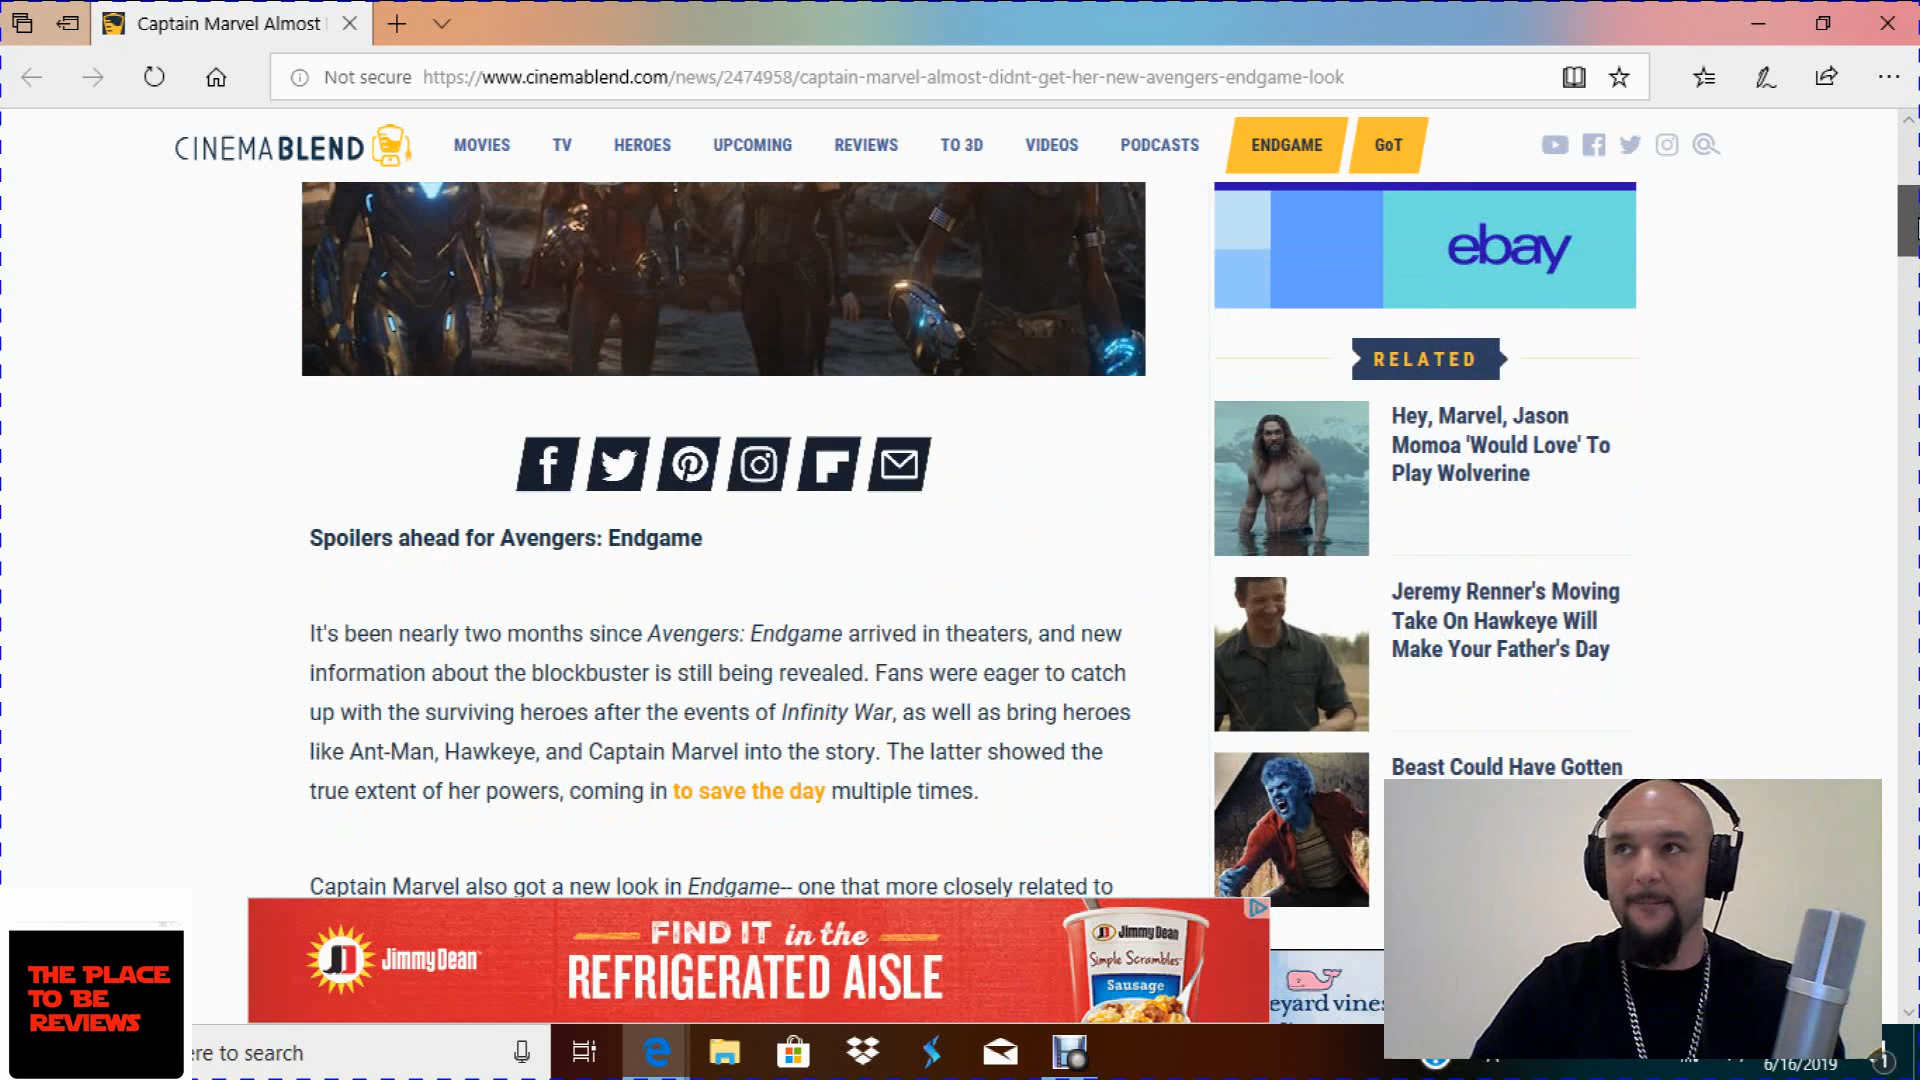 Captain Marvel Almost
Not secure https://www.cinemablend.com/news/2474958/captain-marvel-almost-didnt-get-her-new-avengers-endgame-look
CINEMABLEND MOVIES TV HEROES UPCOMING REVIEWS TO 3D VIDEOS PODCASTS ENDGAME GoT
ebay
RELATED
Hey, Marvel, Jason
Momoa 'Would Love' To
Play Wolverine
Spoilers ahead for Avengers: Endgame
Jeremy Renner's Moving
Take On Hawkeye Will
Make Your Father's Day
It's been nearly two months since Avengers: Endgame arrived in theaters, and new
information about the blockbuster is still being revealed. Fans were eager to catch
up with the surviving heroes after the events of Infinity War, as well as bring heroes
like Ant-Man, Hawkeye, and Captain Marvel into the story. The latter showed the
true extent of her powers, coming in to save the day multiple times.
Beast Could Have Gotten
Captain Marvel also got a new look in Endgame-- one that more closely related to
JimmyDean
FIND IT in the
REFRIGERATED AISLE
Jimmy Dean
Simple Scrambles
Sausage
eyard vines
THE PLACE
TO BE
REVIEWS
ere to search
6/16/2019
1